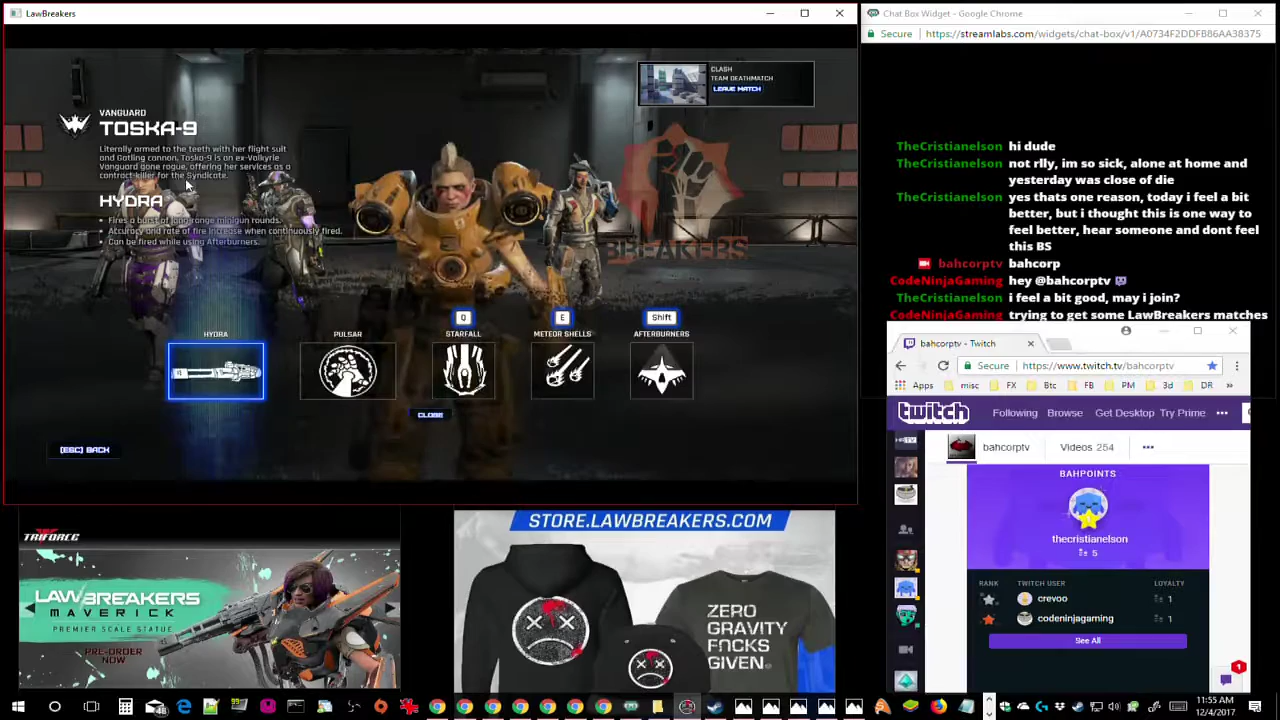 LawBreakers
VANGUARD
TOSKA-9
Literally armed to the teeth with her flight suit
and Gatling cannon, Toska-9 is an ex-Valkyrie
Vanguard gone rogue, offering her services as a
contract-killer for the Syndicate.
HYDRA
Fires a burst of long-range minigun rounds.
Accuracy and rate of fire increase when continuously fired.
Can be fired while using Afterburners.
CLASH
TEAM DEATHMATCH
LEAVE MATCH
BREAKERS
Q
E
Shift
HYDRA
PULSAR
STARFALL
METEOR SHELLS
AFTERBURNERS
CLOSE
(ESC) BACK
Chat Box Widget - Google Chrome
Secure
https://streamlabs.com/widgets/chat-box/v1/A0734F2DDFB86AA38375
TheCristianelson hi dude
TheCristianelson not rlly, im so sick, alone at home and
yesterday was close of die
TheCristianelson yes thats one reason, today i feel a bit
better, but i thought this is one way to
feel better, hear someone and dont feel
this BS
bahcorptv bahcorp
CodeNinjaGaming hey @bahcorptv
TheCristianelson i feel a bit good, may i join?
CodeNinjaGaming trying to get some LawBreakers matches
bahcorptv - Twitch
Secure
https://www.twitch.tv/bahcorptv
Apps misc FX Btc FB PM 3d DR
twitch Following Browse Get Desktop Try Prime
bahcorptv Videos 254
BAHPOINTS
thecristianelson
5
RANK TWITCH USER LOYALTY
crevoo 1
codeninjagaming 1
See All
TRIFORCE
LAWBREAKERS
MAVERICK
PREMIER SCALE STATUE
PRE-ORDER
NOW
STORE.LAWBREAKERS.COM
ZERO
GRAVITY
F
CKS
GIVEN
1
11:55 AM
12/4/2017